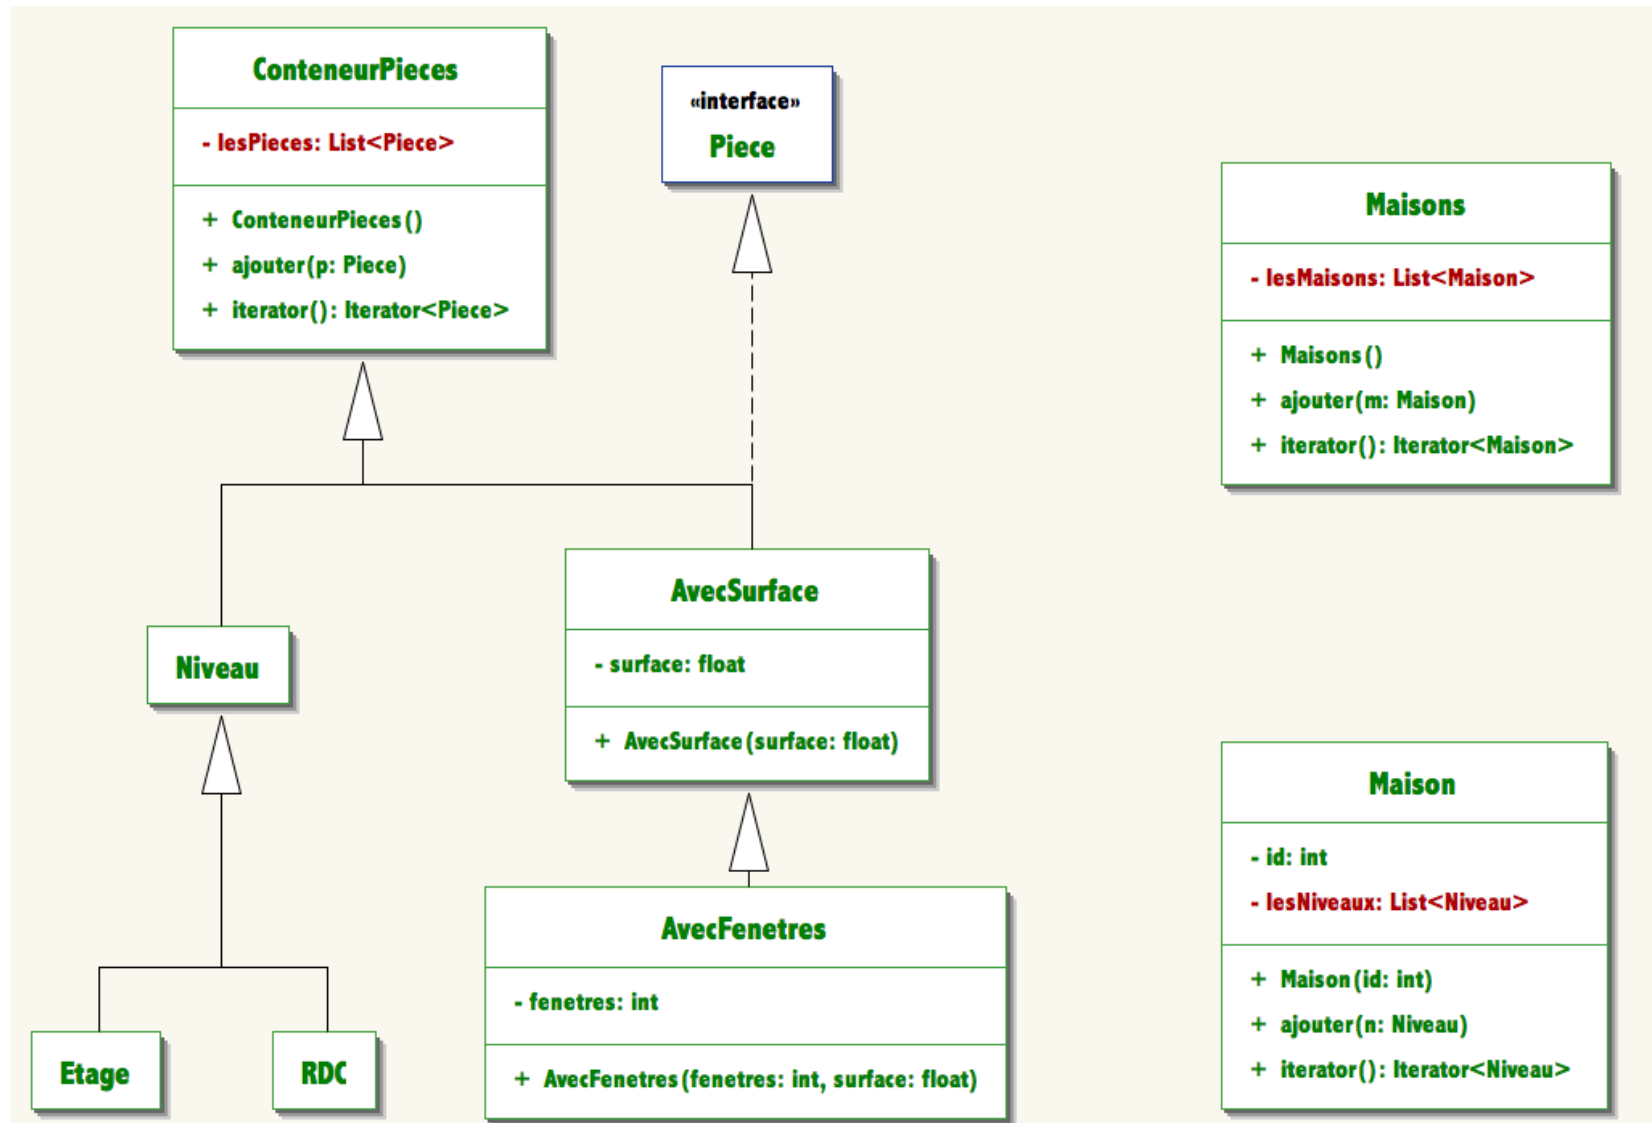 ConteneurPieces
- lesPieces: List<Piece>
+ ConteneurPieces()
+ ajouter(p: Piece)
+ iterator(): Iterator<Piece>
«interface»
Piece
Maisons
- lesMaisons: List<Maison>
+ Maisons()
+ ajouter(m: Maison)
+ iterator(): Iterator<Maison>
Niveau
AvecSurface
- surface: float
+ AvecSurface(surface: float)
Maison
- id: int
- lesNiveaux: List<Niveau>
+ Maison(id: int)
+ ajouter(n: Niveau)
+ iterator(): Iterator<Niveau>
AvecFenetres
- fenetres: int
+ AvecFenetres(fenetres: int, surface: float)
Etage
RDC